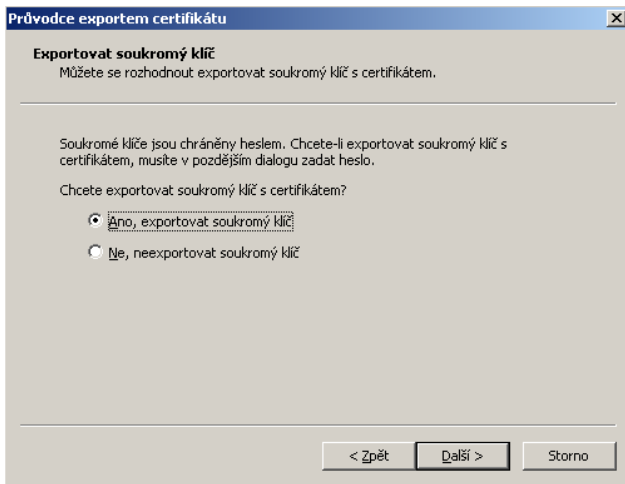 Průvodce exportem certifikátu
Exportovat soukromý klíč
Můžete se rozhodnout exportovat soukromý klíč s certifikátem.
Soukromé klíče jsou chráněny heslem. Chcete-li exportovat soukromý klíč s
certifikátem, musíte v pozdějším dialogu zadat heslo.
Chcete exportovat soukromý klíč s certifikátem?
Ano, exportovat soukromý klíč
Ne, neexportovat soukromý klíč
< Zpět Další > Storno